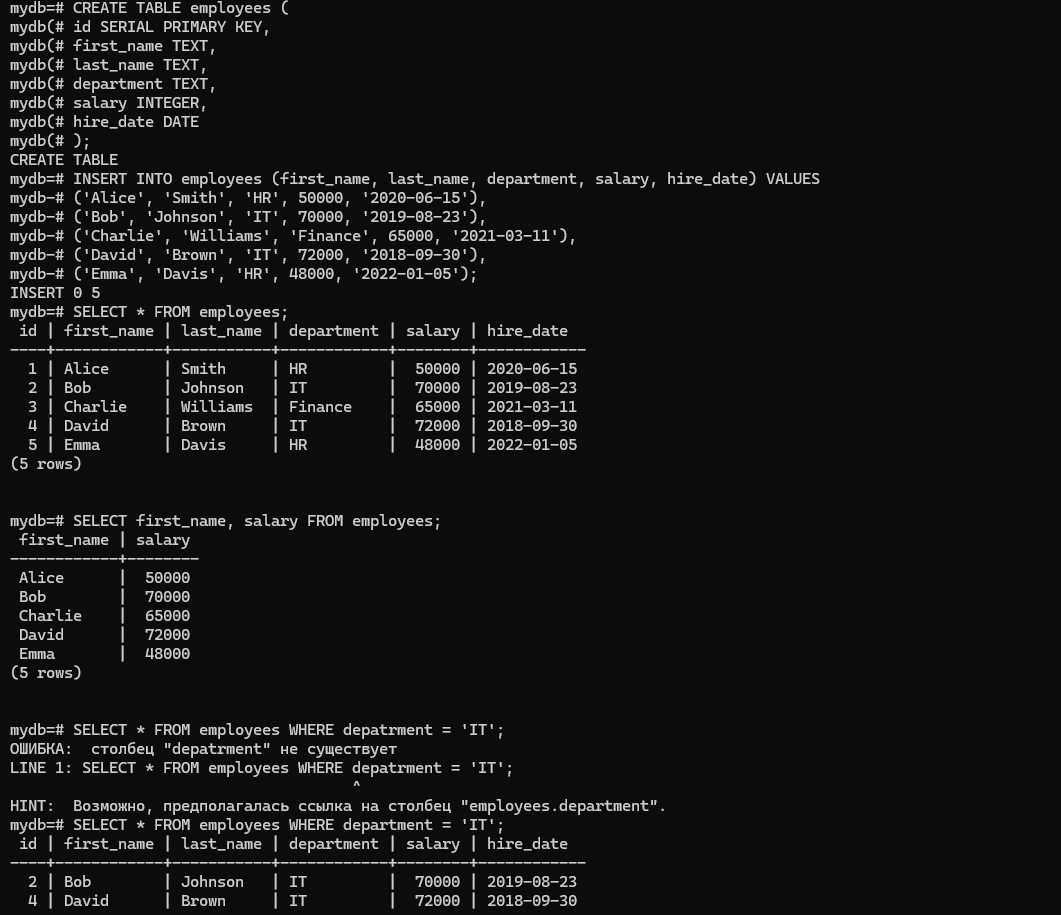 mydb=# CREATE TABLE employees (
mydb(# id SERIAL PRIMARY KEY,
mydb(# first_name TEXT,
mydb(# last_name TEXT,
mydb(# department TEXT,
mydb(# salary INTEGER,
mydb(# hire_date DATE
mydb(# );
CREATE TABLE
mydb=# INSERT INTO employees (first_name, last_name, department, salary, hire_date) VALUES
mydb-# ('Alice', 'Smith', 'HR', 50000, '2020-06-15'),
mydb-# ('Bob', 'Johnson', 'IT', 70000, '2019-08-23'),
mydb-# ('Charlie', 'Williams', 'Finance', 65000, '2021-03-11'),
mydb-# ('David', 'Brown', 'IT', 72000, '2018-09-30'),
mydb-# ('Emma', 'Davis', 'HR', 48000, '2022-01-05');
INSERT 0 5
mydb=# SELECT * FROM employees;
 id | first_name | last_name | department | salary | hire_date
----+------------+-----------+------------+--------+------------
  1 | Alice      | Smith     | HR         |  50000 | 2020-06-15
  2 | Bob        | Johnson   | IT         |  70000 | 2019-08-23
  3 | Charlie    | Williams  | Finance    |  65000 | 2021-03-11
  4 | David      | Brown     | IT         |  72000 | 2018-09-30
  5 | Emma       | Davis     | HR         |  48000 | 2022-01-05
(5 rows)
mydb=# SELECT first_name, salary FROM employees;
 first_name | salary
------------+--------
 Alice      |  50000
 Bob        |  70000
 Charlie    |  65000
 David      |  72000
 Emma       |  48000
(5 rows)
mydb=# SELECT * FROM employees WHERE depatrment = 'IT';
ОШИБКА:  столбец "depatrment" не существует
LINE 1: SELECT * FROM employees WHERE depatrment = 'IT';
                                      ^
HINT:  Возможно, предполагалась ссылка на столбец "employees.department".
mydb=# SELECT * FROM employees WHERE department = 'IT';
 id | first_name | last_name | department | salary | hire_date
----+------------+-----------+------------+--------+------------
  2 | Bob        | Johnson   | IT         |  70000 | 2019-08-23
  4 | David      | Brown     | IT         |  72000 | 2018-09-30